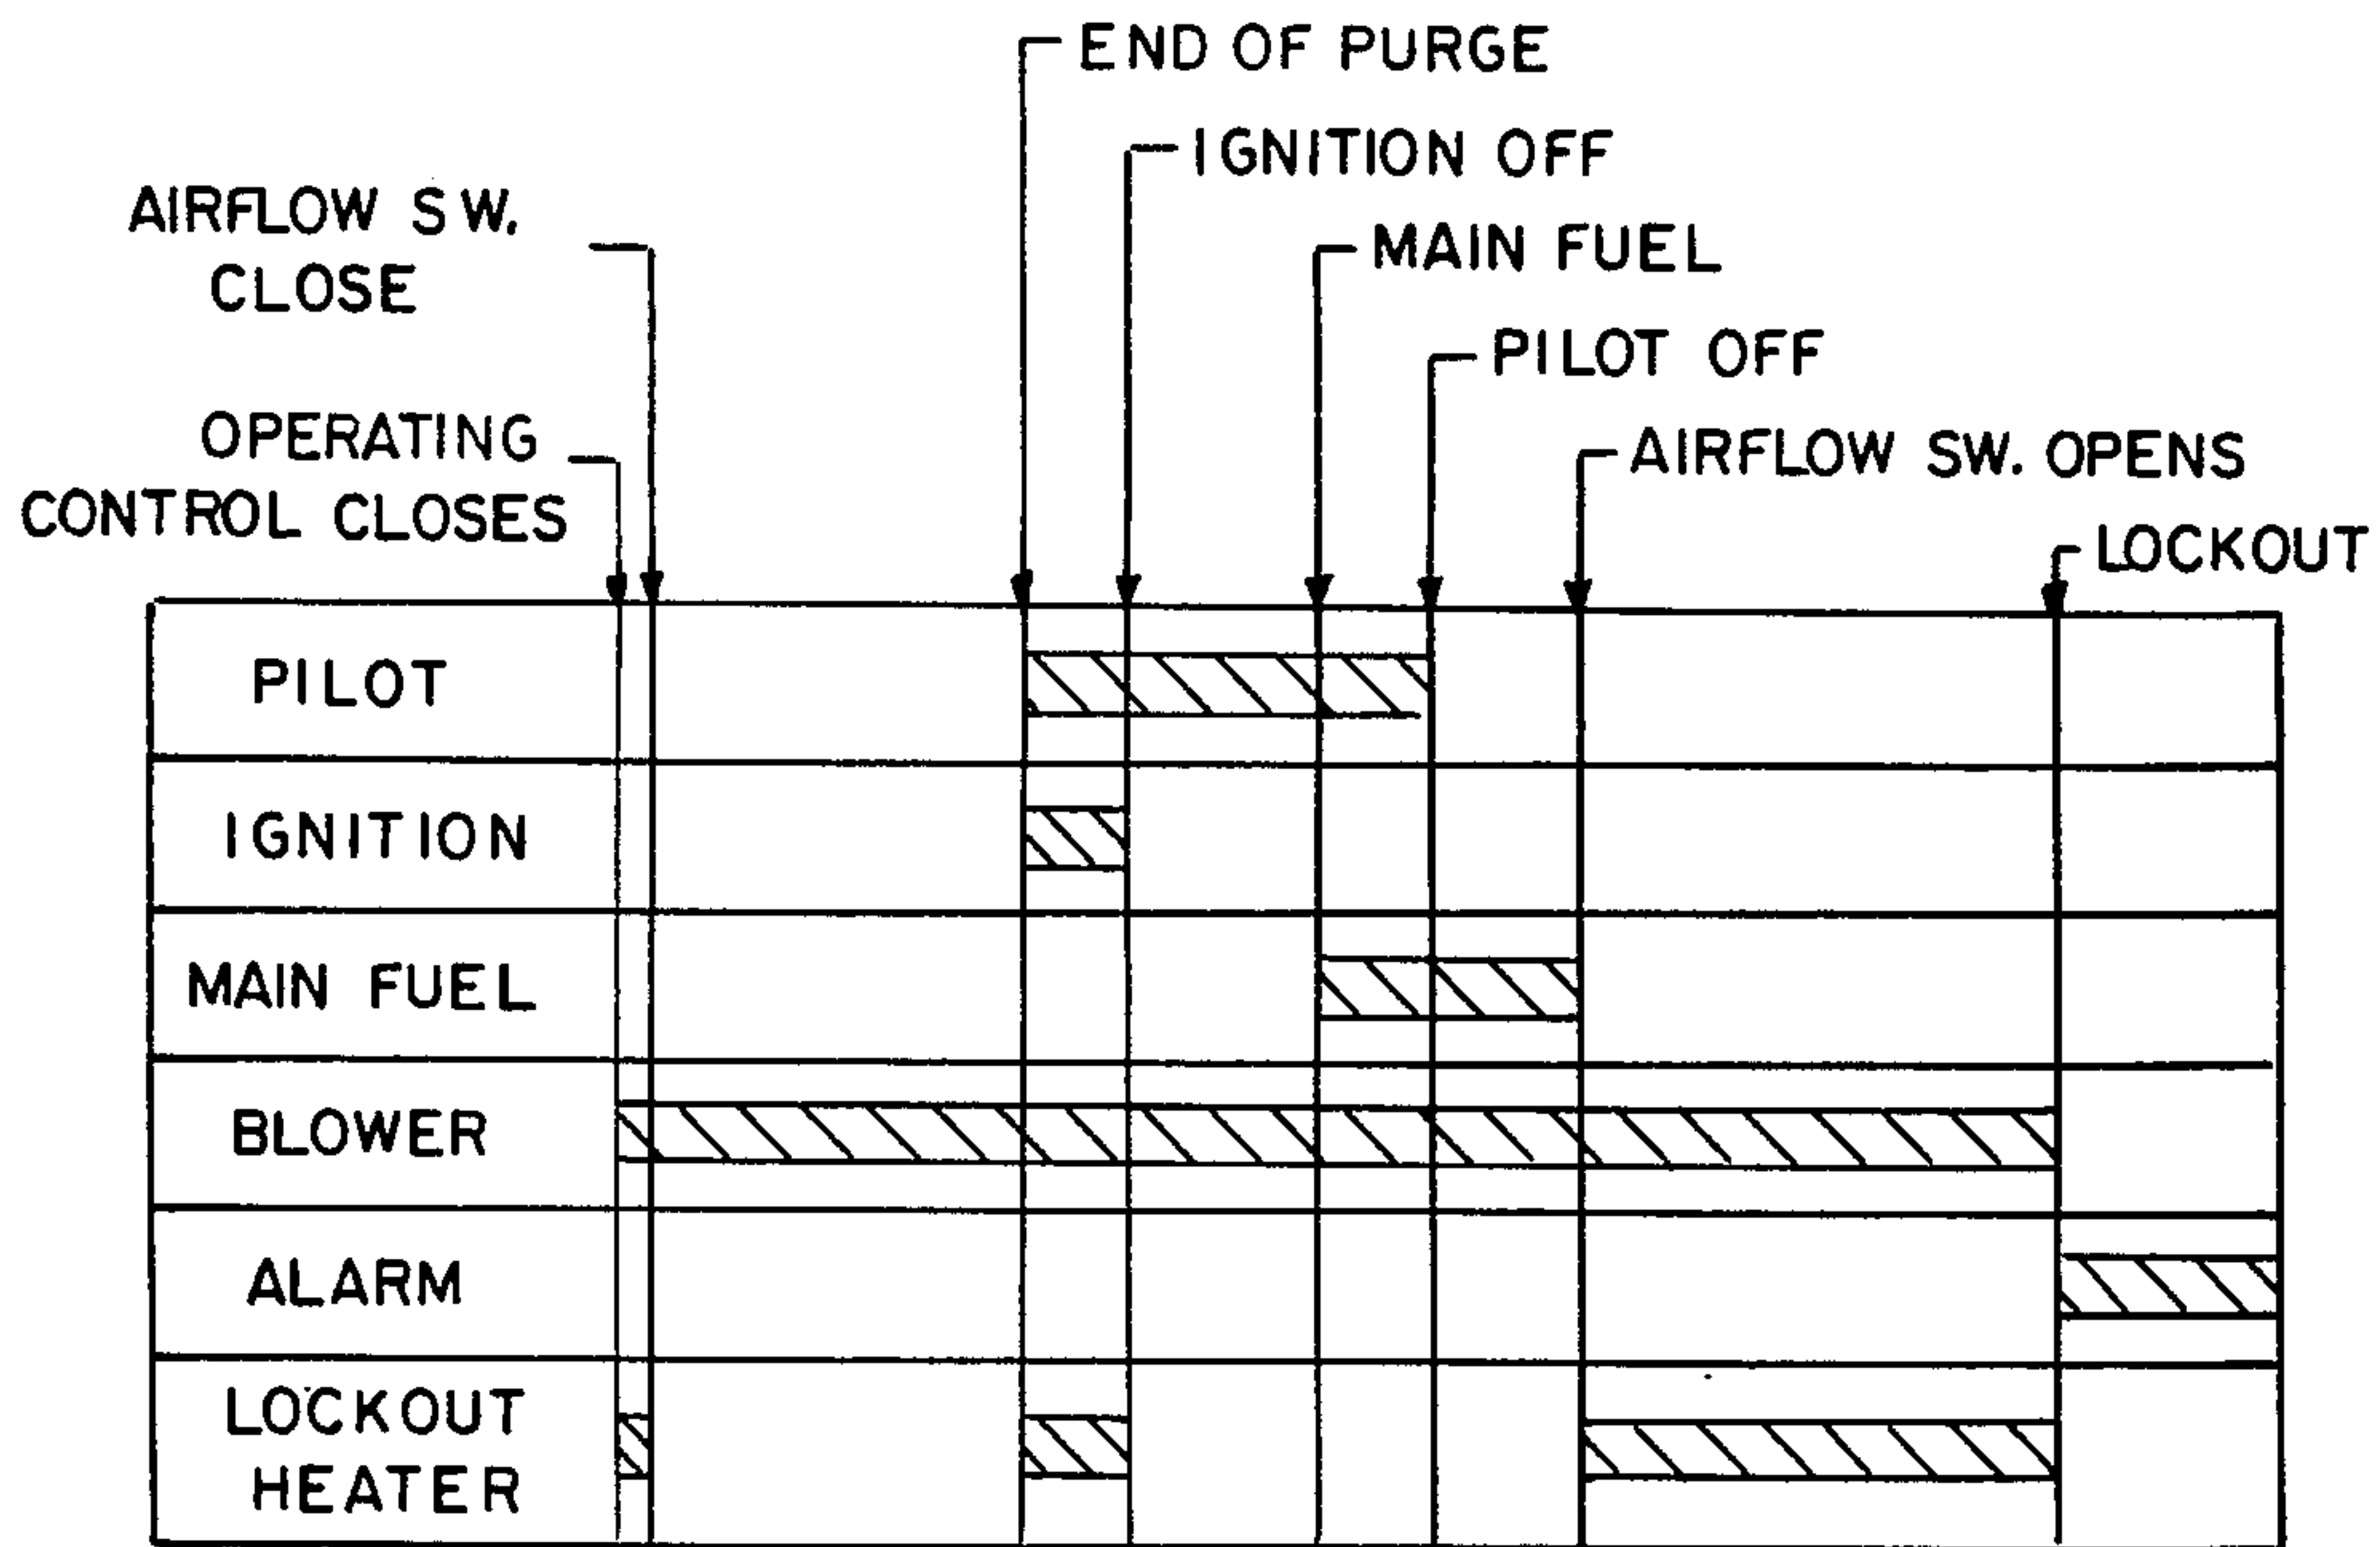 END OF PURGE
IGNITION OFF
AIRFLOW SW.
CLOSE
MAIN FUEL
PILOT OFF
OPERATING
CONTROL CLOSES
AIRFLOW SW. OPENS
LOCKOUT
PILOT
IGNITION
MAIN FUEL
BLOWER
ALARM
LOCKOUT
HEATER